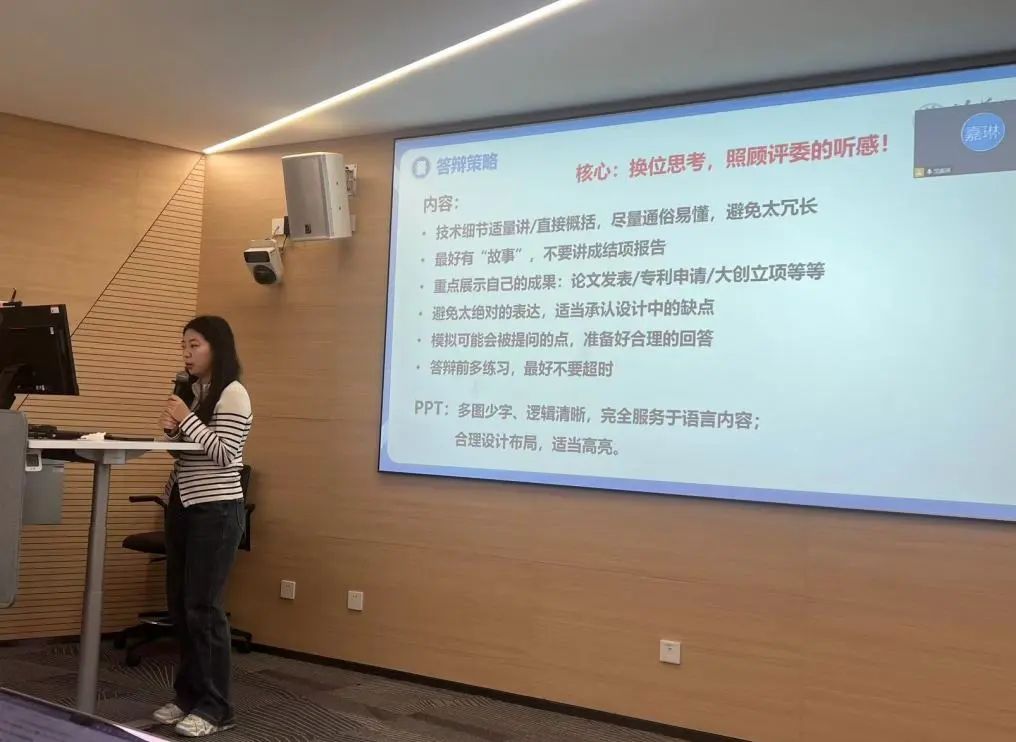 答辩策略
核心：换位思考，照顾评委的听感！
嘉琳
内容：
• 技术细节适量讲/直接概括，尽量通俗易懂，避免太冗长
• 最好有“故事”，不要讲成结项报告
• 重点展示自己的成果：论文发表/专利申请/大创立项等等
• 避免太绝对的表达，适当承认设计中的缺点
• 模拟可能会被提问的点，准备好合理的回答
• 答辩前多练习，最好不要超时
PPT：多图少字、逻辑清晰，完全服务于语言内容；
合理设计布局，适当高亮。